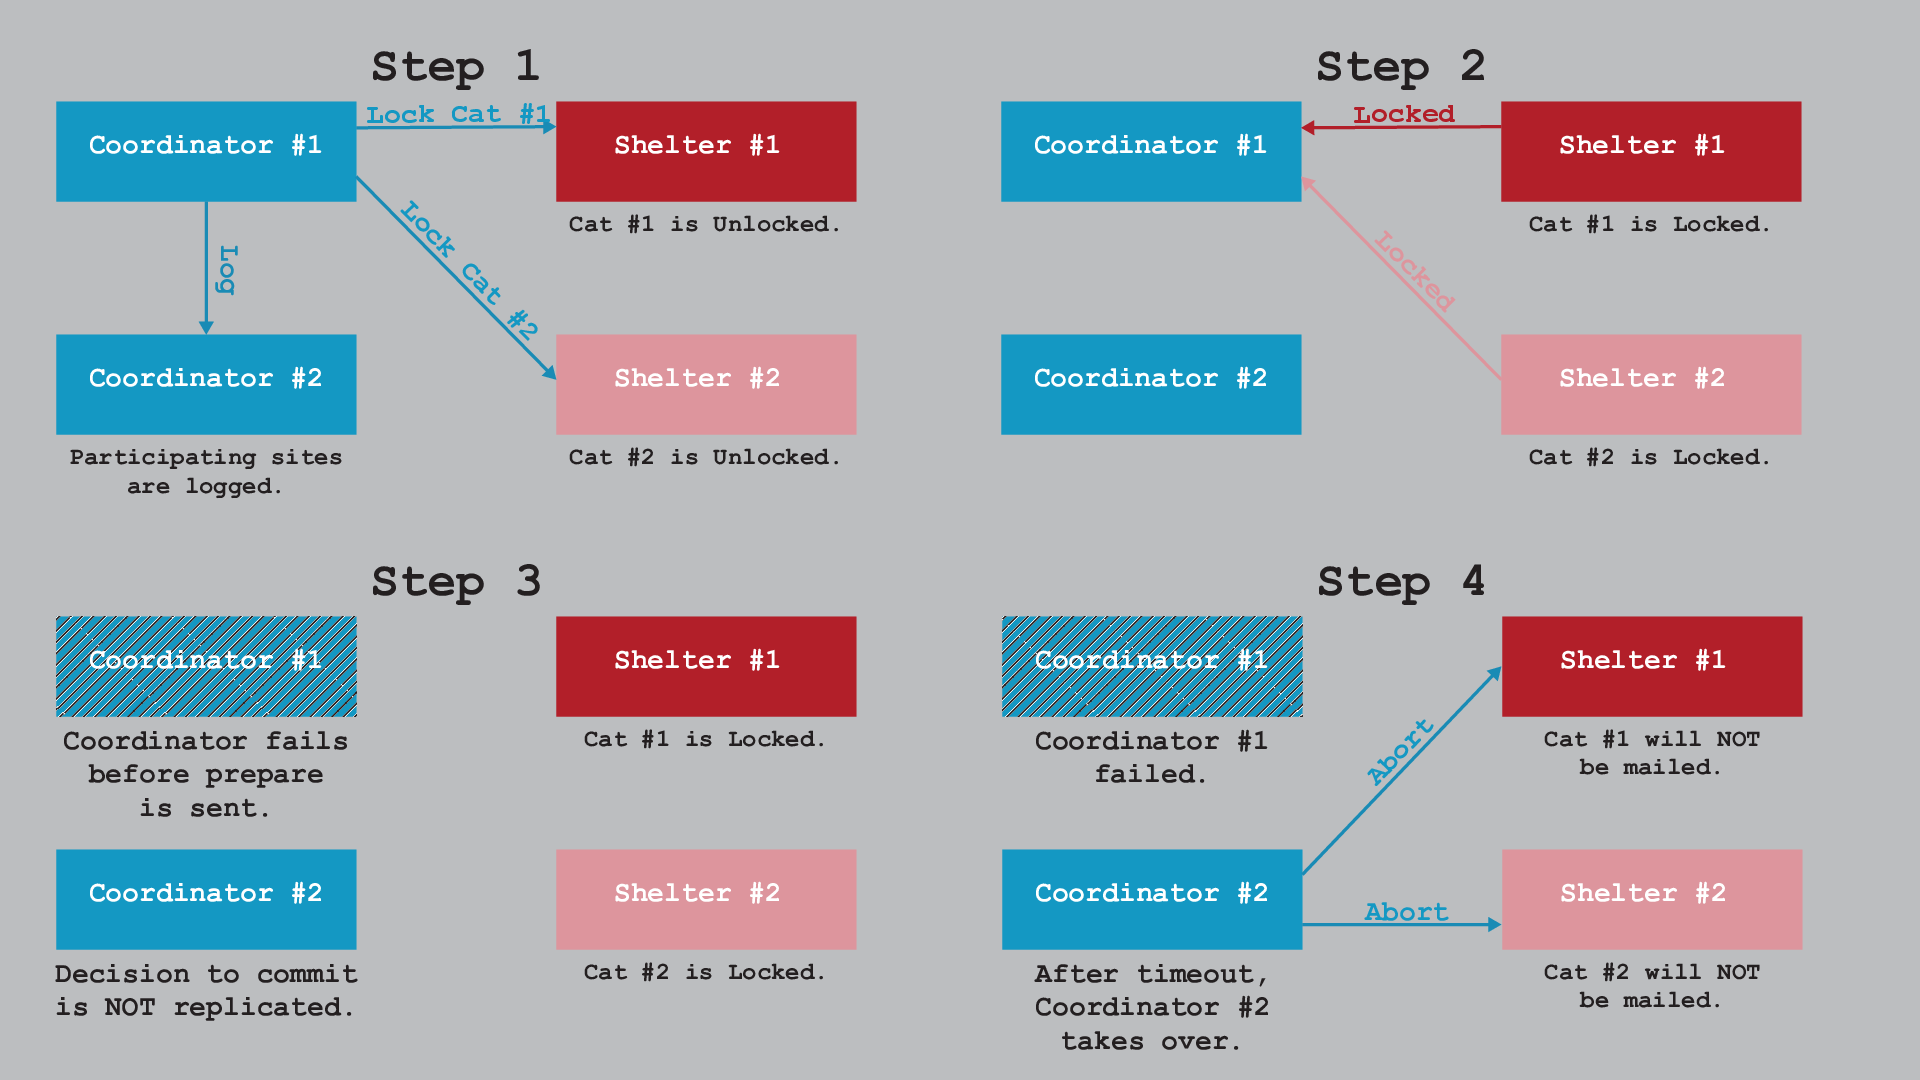 Step 1
Coordinator #1
Lock Cat #1
Shelter #1
Cat #1 is Unlocked.
Log
Lock Cat #2
Coordinator #2
Participating sites
are logged.
Shelter #2
Cat #2 is Unlocked.
Step 2
Coordinator #1
Locked
Shelter #1
Cat #1 is Locked.
Locked
Coordinator #2
Shelter #2
Cat #2 is Locked.
Step 3
Coordinator #1
Coordinator fails
before prepare
is sent.
Shelter #1
Cat #1 is Locked.
Coordinator #2
Decision to commit
is NOT replicated.
Shelter #2
Cat #2 is Locked.
Step 4
Coordinator #1
Coordinator #1
failed.
Abort
Shelter #1
Cat #1 will NOT
be mailed.
Coordinator #2
After timeout,
Coordinator #2
takes over.
Abort
Shelter #2
Cat #2 will NOT
be mailed.